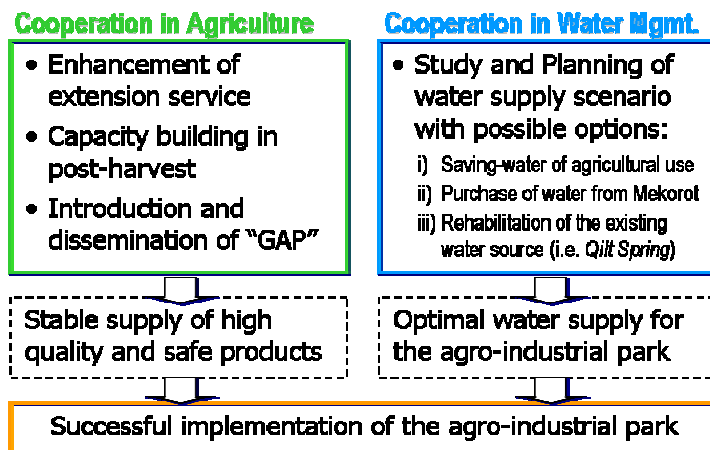 Cooperation in Agriculture
• Enhancement of
extension service
• Capacity building in
post-harvest
• Introduction and
dissemination of “GAP”
Stable supply of high
quality and safe products
Cooperation in Water Mgmt.
• Study and Planning of
water supply scenario
with possible options:
i) Saving-water of agricultural use
ii) Purchase of water from Mekorot
iii) Rehabilitation of the existing
water source (i.e. Qilt Spring)
Optimal water supply for
the agro-industrial park
Successful implementation of the agro-industrial park